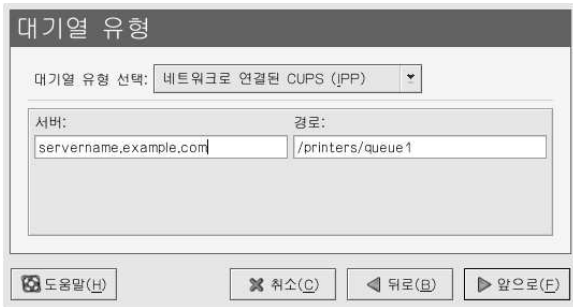 대기열 유형
대기열 유형 선택: 네트워크로 연결된 CUPS (IPP)
서버: 경로:
servername.example.com /printers/queue1
도움말(H) 취소(C) 뒤로(B) 앞으로(F)